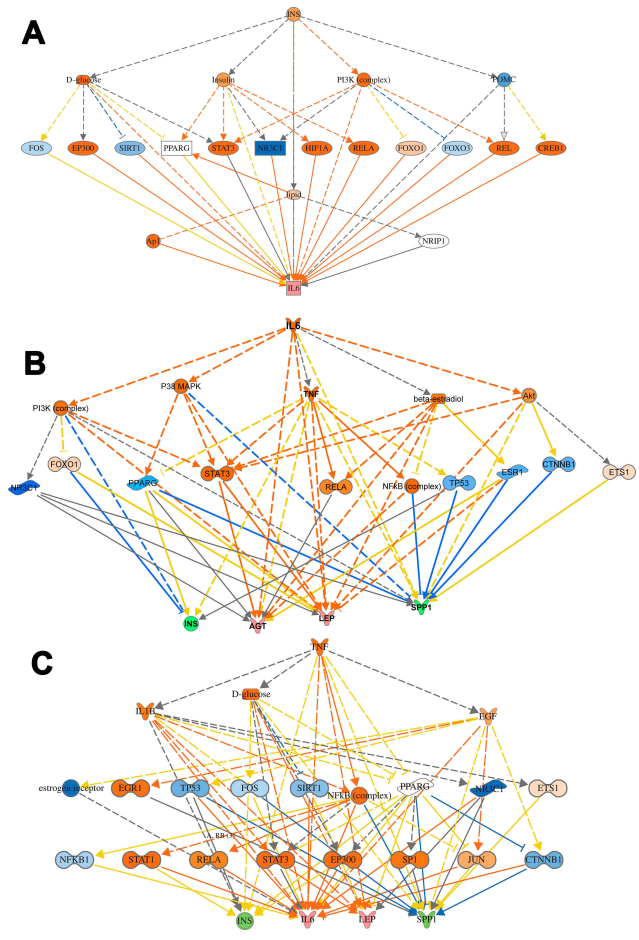 A
INS
D-glucose Insulin PI3K (complex) POMC
FOS EP300 SIRT1 PPARG STAT3 NR3C1 HIF1A RELA FOXO1 FOXO3 REL CREB1
lipid
Ap1 NRIP1
IL6
B
IL6
P38 MAPK
PI3K (complex) TNF beta-estradiol Akt
FOXO1 STAT3 ESR1 CTNNB1 ETS1
NR3C1 PPARG RELA NFkB (complex) TP53
INS AGT LEP SPP1
C
TNF
D-glucose
IL1B EGF
estrogen receptor EGR1 TP53 FOS SIRT1 NFkB (complex) PPARG NR3C1 ETS1
NFKB1 STAT1 RELA STAT3 EP300 SP1 JUN CTNNB1
INS IL6 LEP SPP1